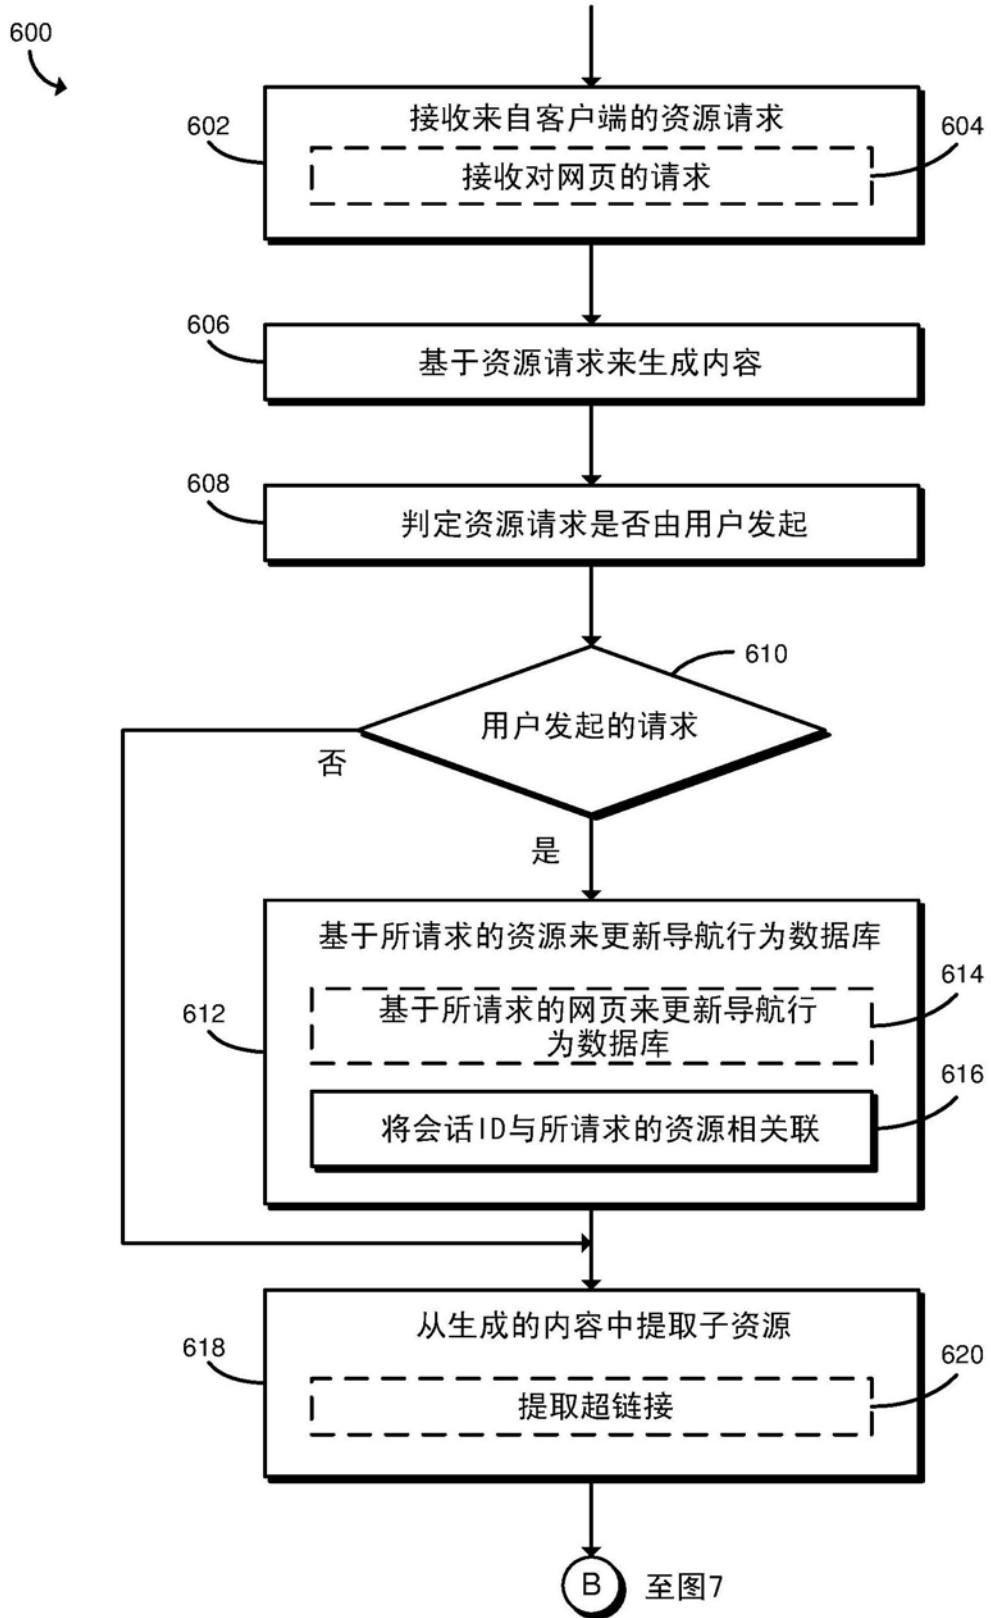 600
602
接收来自客户端的资源请求
604
接收对网页的请求
606
基于资源请求来生成内容
608
判定资源请求是否由用户发起
610
用户发起的请求
否
是
基于所请求的资源来更新导航行为数据库
612
614
基于所请求的网页来更新导航行
为数据库
616
将会话ID与所请求的资源相关联
从生成的内容中提取子资源
618
620
提取超链接
B 至图7